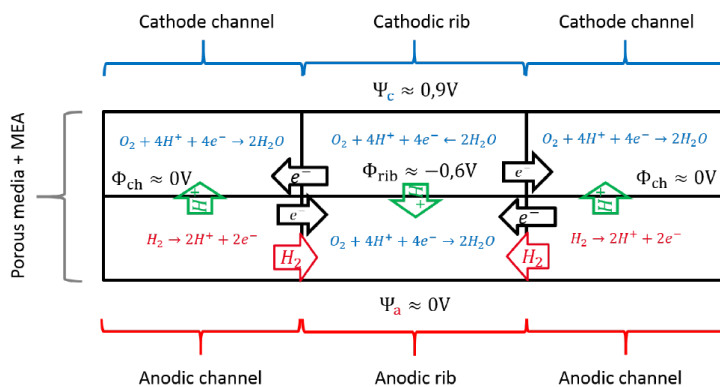 Cathode channel Cathodic rib Cathode channel
Ψc ≈ 0,9V
O₂ + 4H⁺ + 4e⁻ → 2H₂O O₂ + 4H⁺ + 4e⁻ ← 2H₂O O₂ + 4H⁺ + 4e⁻ → 2H₂O
Φch ≈ 0V e⁻ Φrib ≈ −0,6V e⁻ Φch ≈ 0V
H⁺ H⁺ H⁺
e⁻ e⁻
H₂ → 2H⁺ + 2e⁻ O₂ + 4H⁺ + 4e⁻ → 2H₂O H₂ → 2H⁺ + 2e⁻
H₂ H₂
Ψa ≈ 0V
Anodic channel Anodic rib Anodic channel
Porous media + MEA